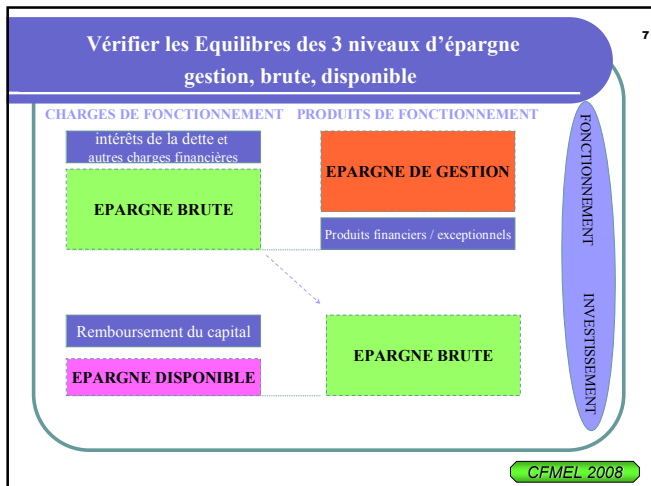 7
Vérifier les Equilibres des 3 niveaux d’épargne
gestion, brute, disponible
CHARGES DE FONCTIONNEMENT
PRODUITS DE FONCTIONNEMENT
intérêts de la dette et
autres charges financières
EPARGNE BRUTE
EPARGNE DE GESTION
Produits financiers / exceptionnels
Remboursement du capital
EPARGNE DISPONIBLE
EPARGNE BRUTE
FONCTIONNEMENT
INVESTISSEMENT
CFMEL 2008